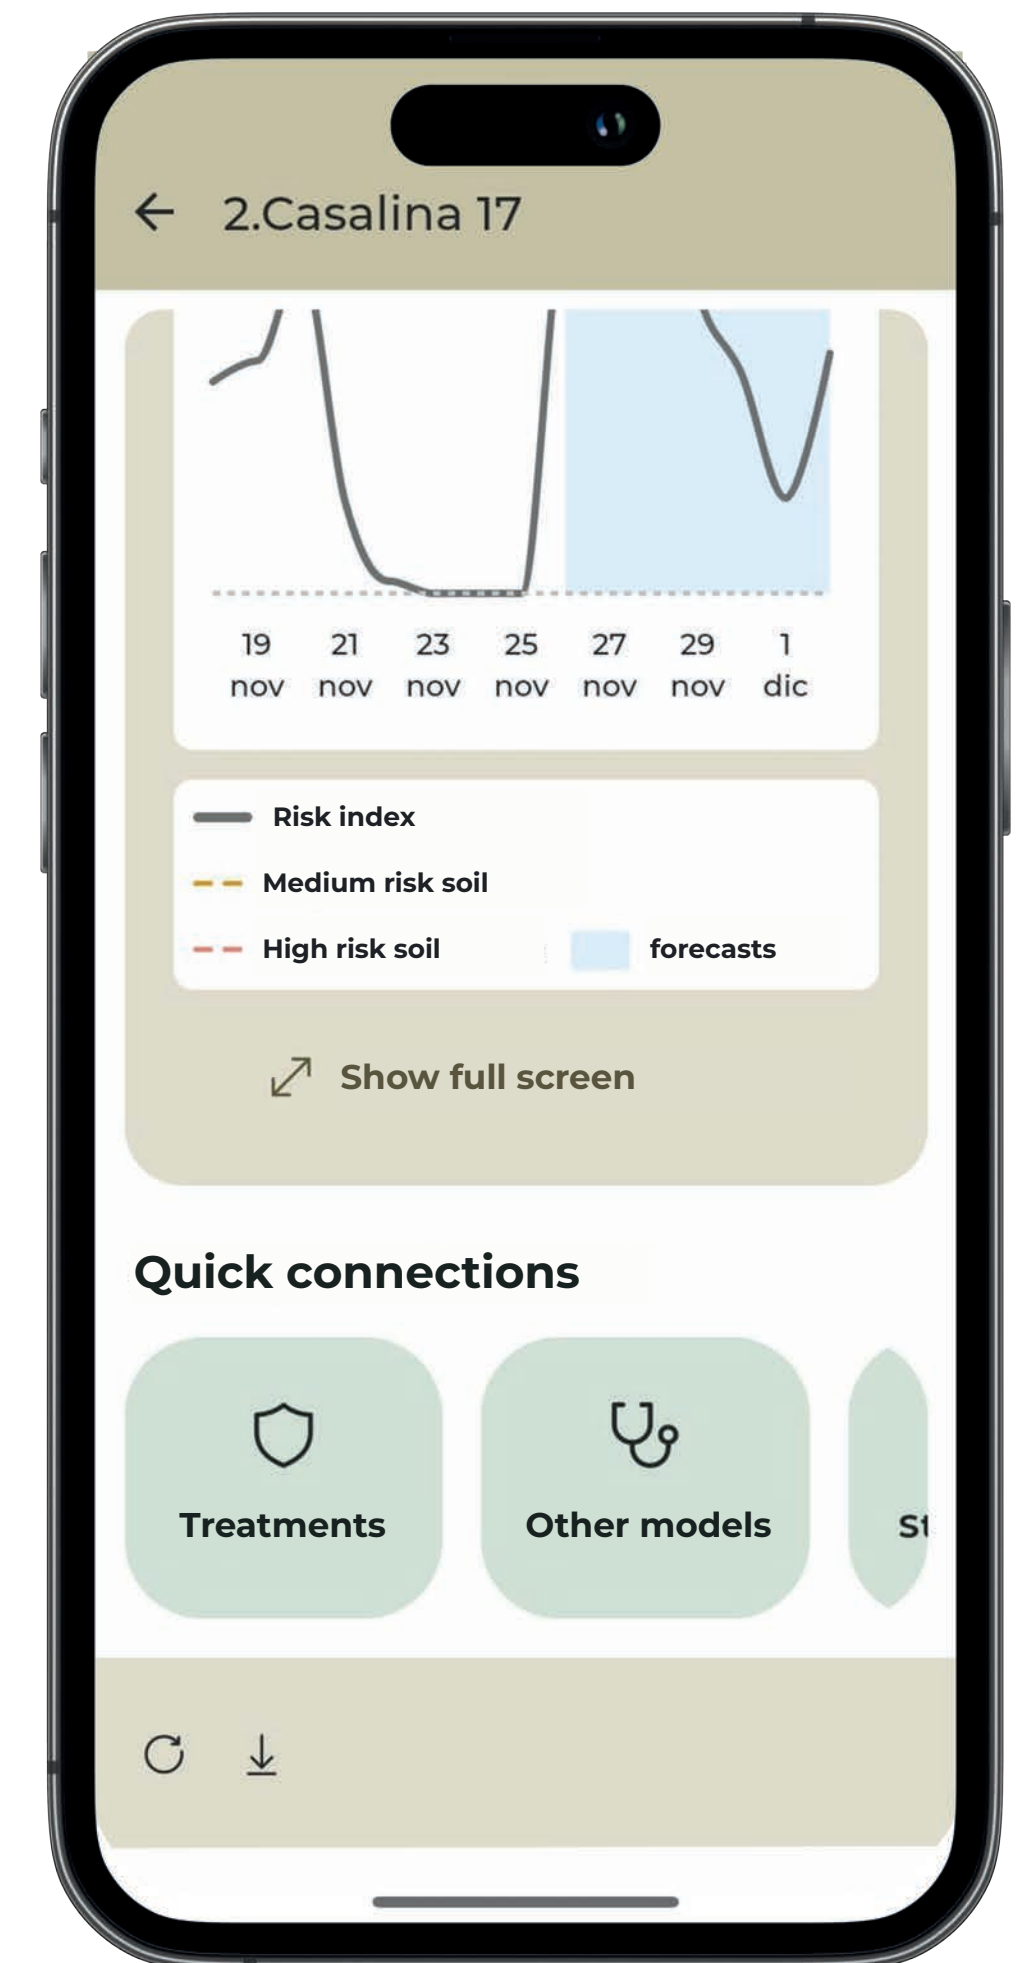 2.Casalina 17
19 21 23 25 27 29 1
nov nov nov nov nov nov dic
Risk index
Medium risk soil
High risk soil forecasts
Show full screen
Quick connections
Treatments Other models